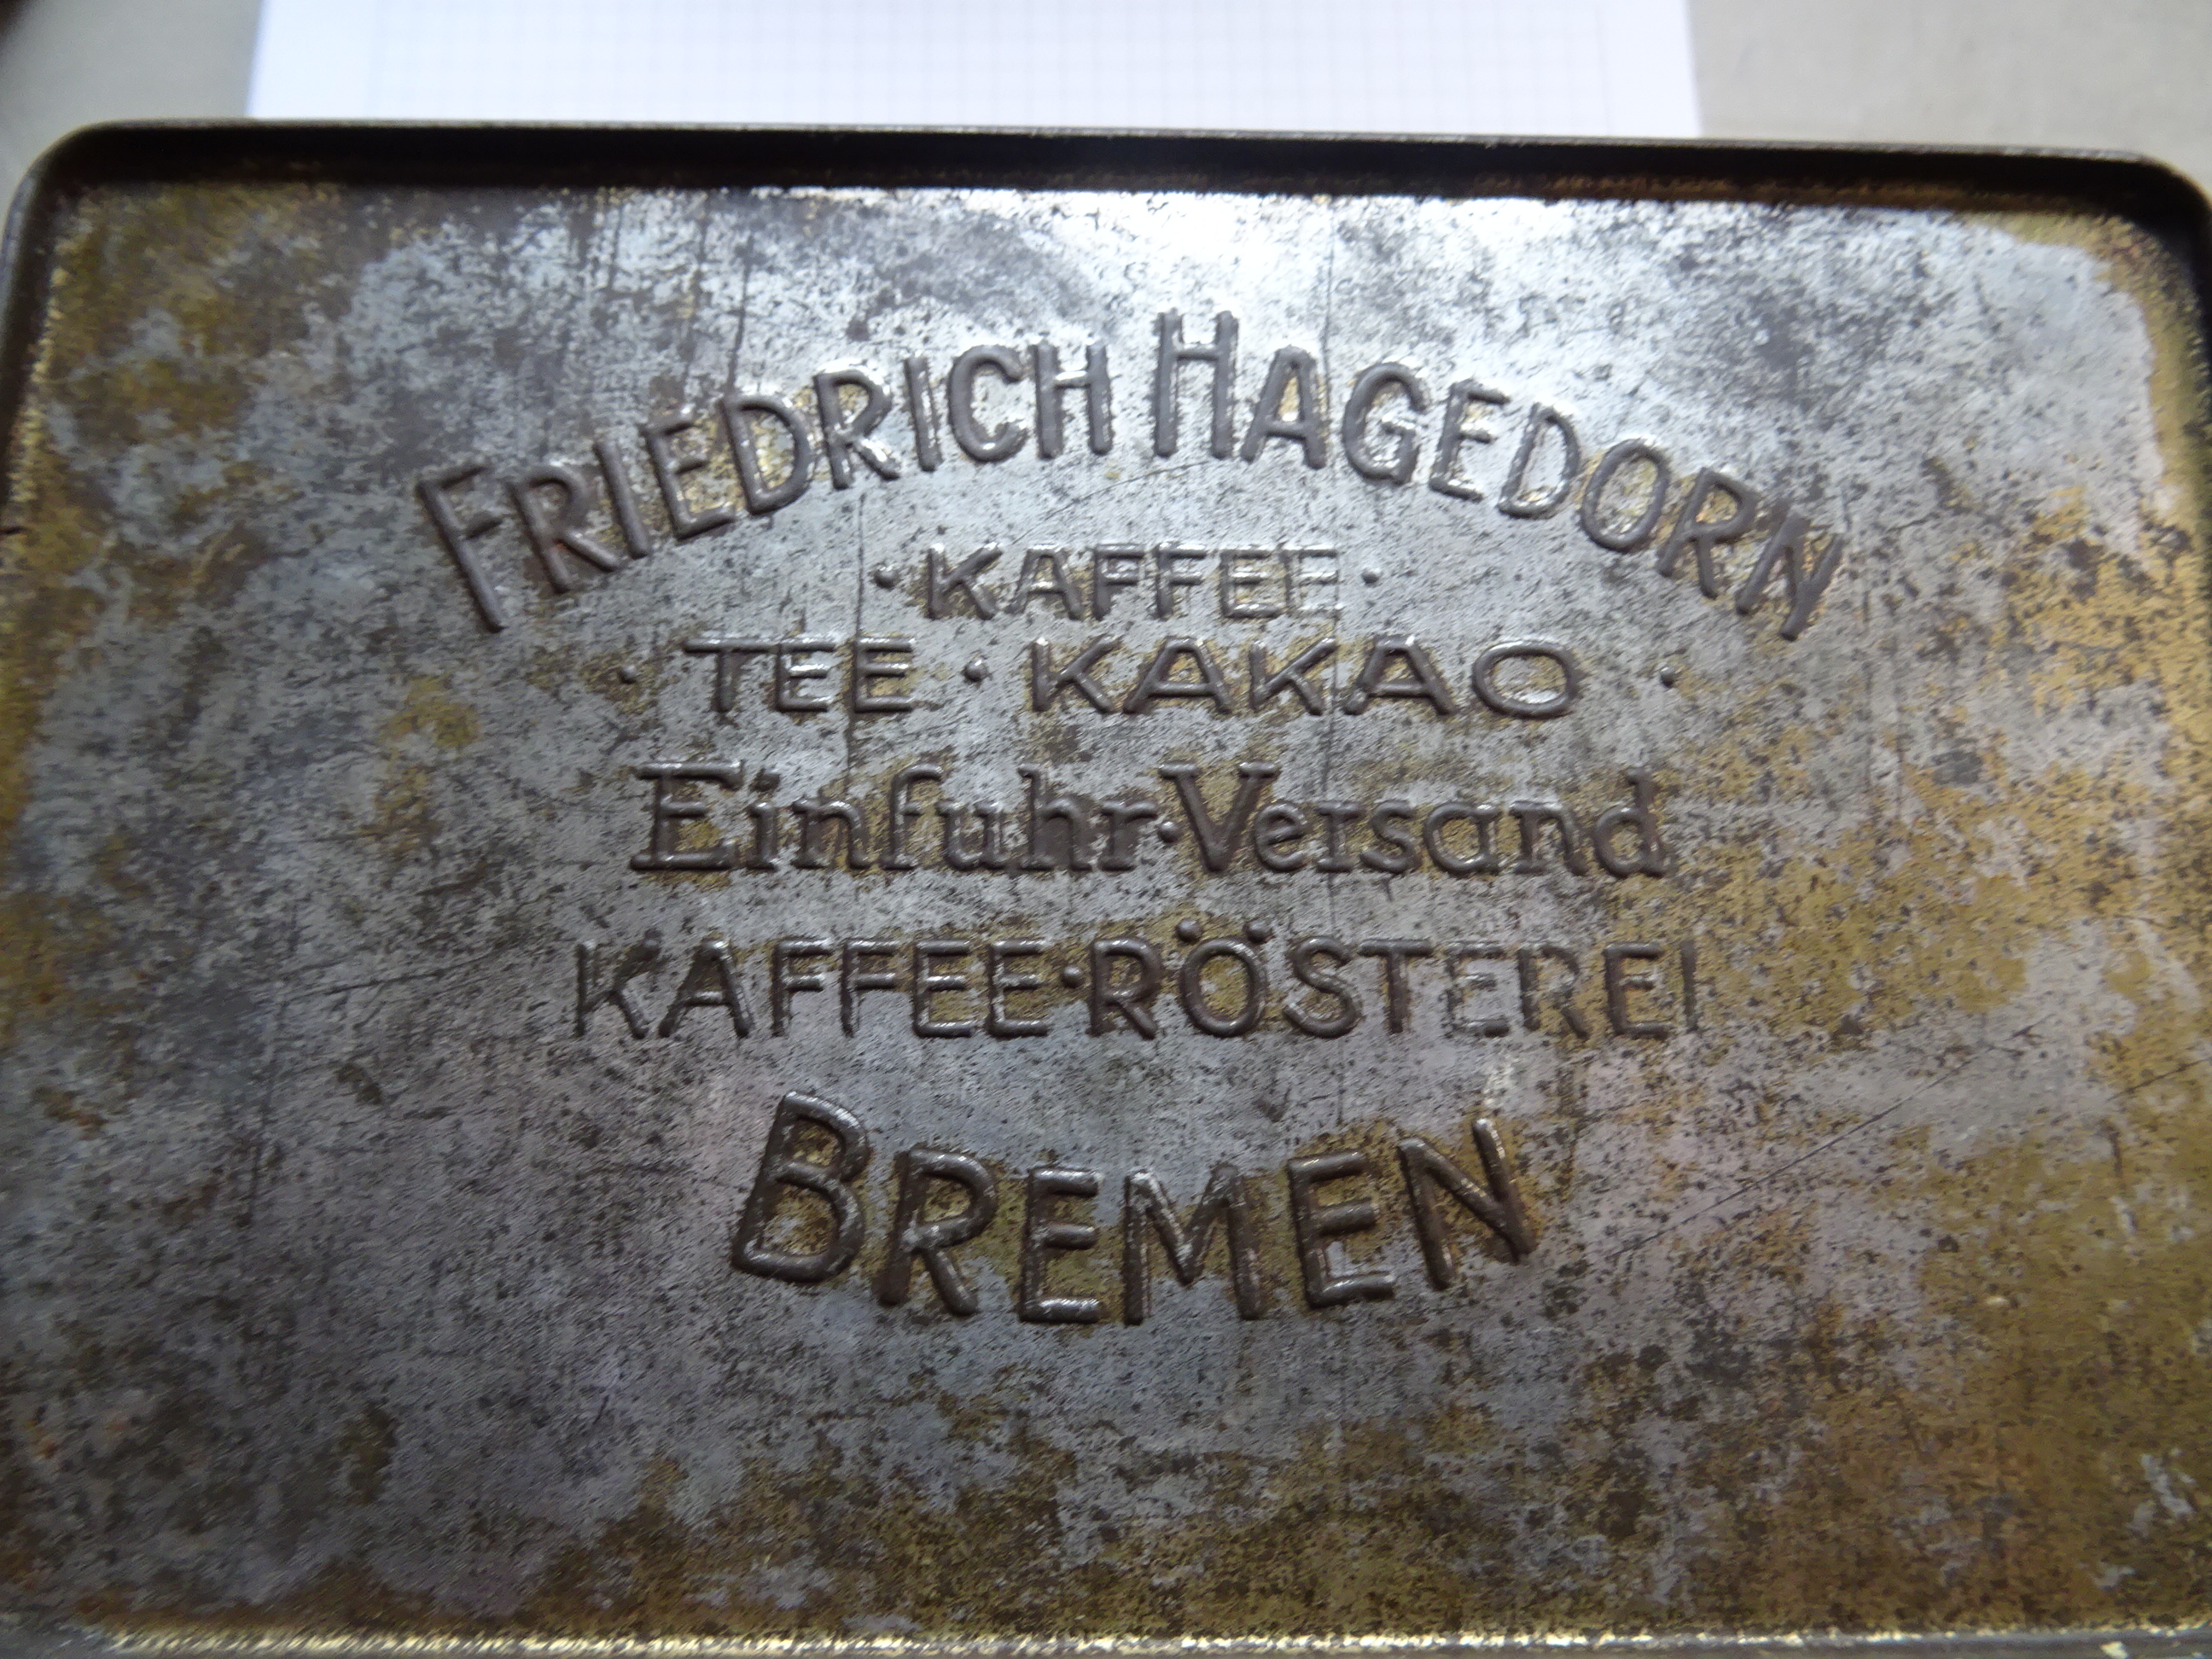 FRIEDRICH HAGEDORN
· KAFFEE ·
· TEE · KAKAO ·
Einfuhr·Versand
KAFFEE·RÖSTEREI
BREMEN